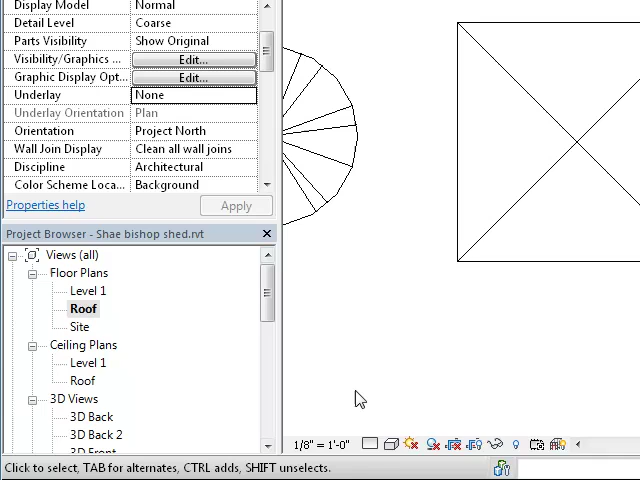 Display Model Normal
Detail Level Coarse
Parts Visibility Show Original
Visibility/Graphics ... Edit...
Graphic Display Opt... Edit...
Underlay None
Underlay Orientation Plan
Orientation Project North
Wall Join Display Clean all wall joins
Discipline Architectural
Color Scheme Loca... Background
Properties help Apply
Project Browser - Shae bishop shed.rvt
Views (all)
Floor Plans
Level 1
Roof
Site
Ceiling Plans
Level 1
Roof
3D Views
3D Back
3D Back 2
3D Front
1/8" = 1'-0"
Click to select, TAB for alternates, CTRL adds, SHIFT unselects.